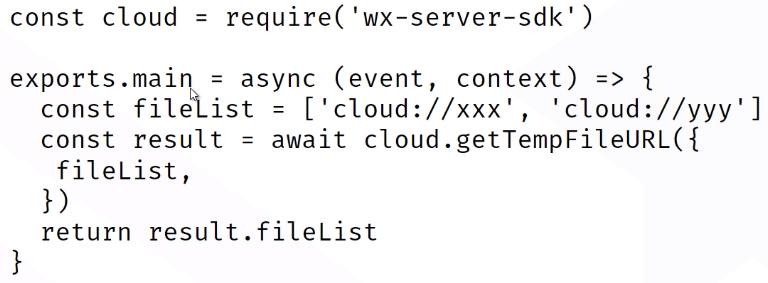 const cloud = require('wx-server-sdk')
exports.main = async (event, context) => {
const fileList = ['cloud://xxx', 'cloud://yyy']
const result = await cloud.getTempFileURL({
fileList,
})
return result.fileList
}